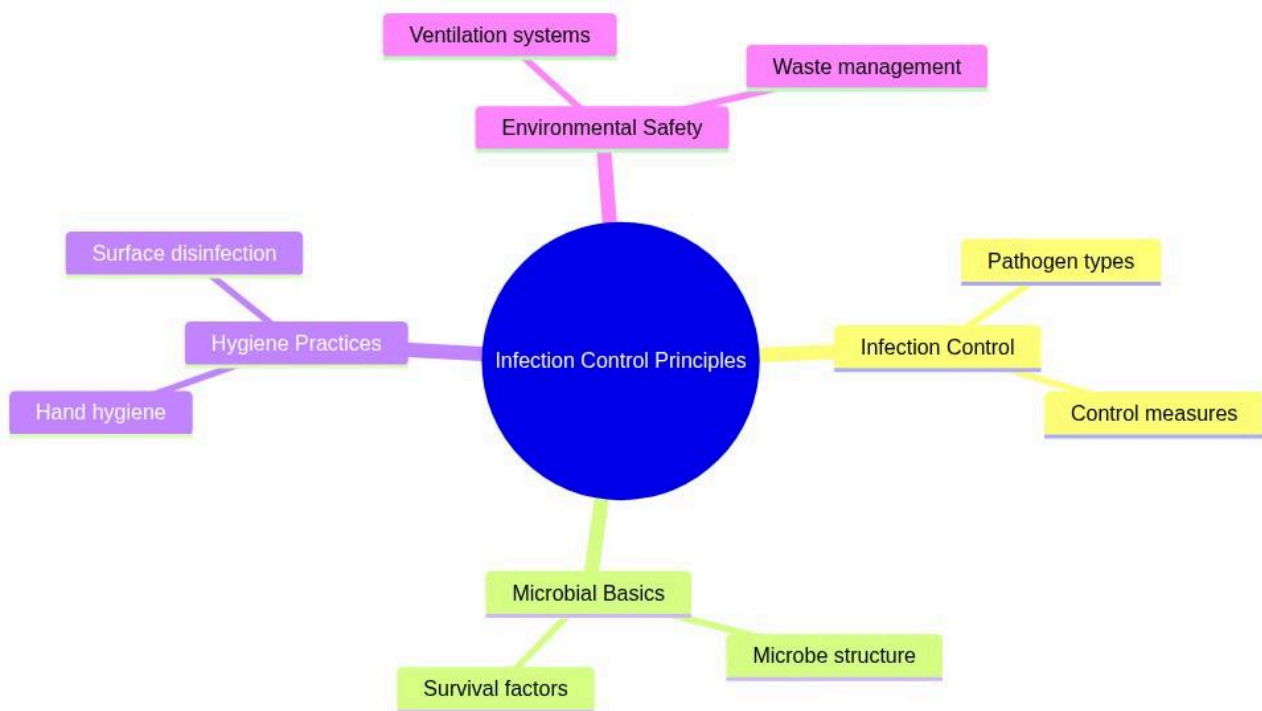 Ventilation systems
Waste management
Environmental Safety
Surface disinfection
Pathogen types
Hygiene Practices
Infection Control Principles
Infection Control
Hand hygiene
Control measures
Microbial Basics
Microbe structure
Survival factors